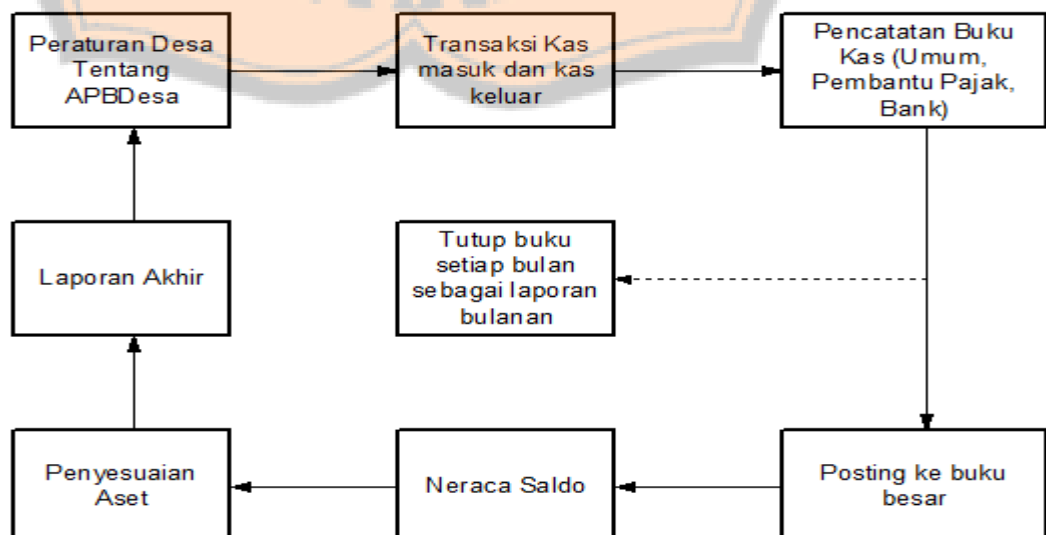 Peraturan Desa
Tentang
APBDesa
Transaksi Kas
masuk dan kas
keluar
Pencatatan Buku
Kas (Umum,
Pembantu Pajak,
Bank)
Laporan Akhir
Tutup buku
setiap bulan
sebagai laporan
bulanan
Penyesuaian
Aset
Neraca Saldo
Posting ke buku
besar